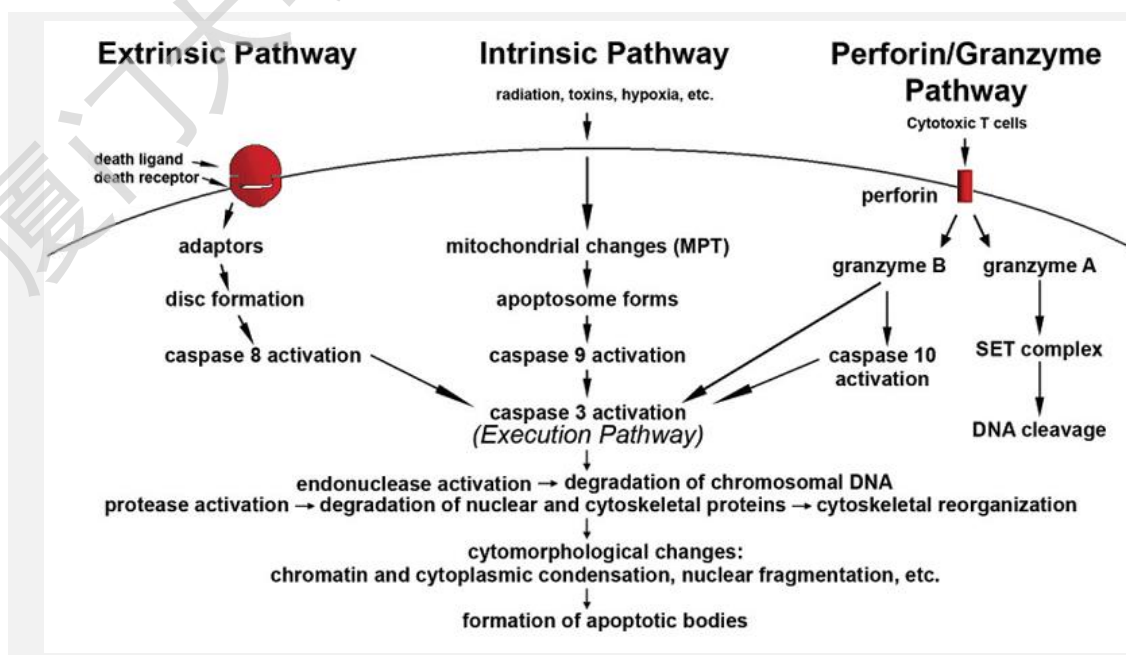 厦门大
Extrinsic Pathway
Intrinsic Pathway
Perforin/Granzyme
Pathway
radiation, toxins, hypoxia, etc.
Cytotoxic T cells
death ligand
death receptor
perforin
adaptors
mitochondrial changes (MPT)
granzyme B
granzyme A
disc formation
apoptosome forms
caspase 8 activation
caspase 9 activation
caspase 10
activation
SET complex
caspase 3 activation
(Execution Pathway)
DNA cleavage
endonuclease activation → degradation of chromosomal DNA
protease activation → degradation of nuclear and cytoskeletal proteins → cytoskeletal reorganization
cytomorphological changes:
chromatin and cytoplasmic condensation, nuclear fragmentation, etc.
formation of apoptotic bodies